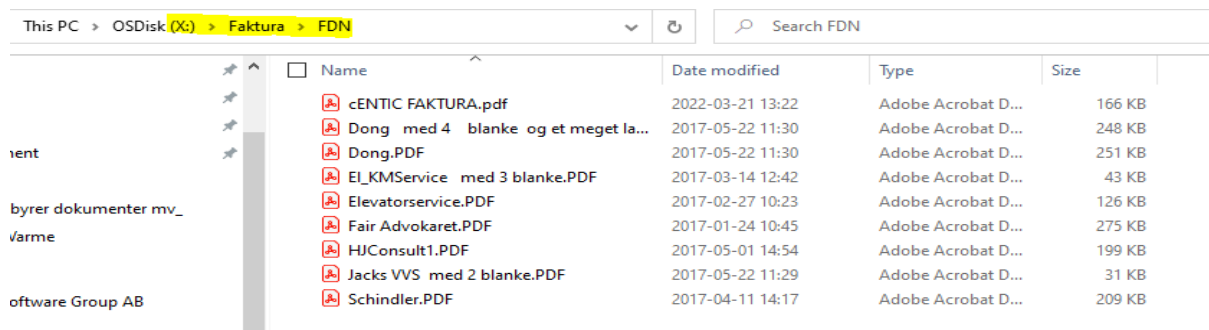 This PC > OSDisk (X:) > Faktura > FDN
Search FDN
Name Date modified Type Size
cENTIC FAKTURA.pdf 2022-03-21 13:22 Adobe Acrobat D... 166 KB
Dong med 4 blanke og et meget la... 2017-05-22 11:30 Adobe Acrobat D... 248 KB
Dong.PDF 2017-05-22 11:30 Adobe Acrobat D... 251 KB
nent EI_KMService med 3 blanke.PDF 2017-03-14 12:42 Adobe Acrobat D... 43 KB
Elevatorservice.PDF 2017-02-27 10:23 Adobe Acrobat D... 126 KB
byrer dokumenter mv_
Fair Advokaret.PDF 2017-01-24 10:45 Adobe Acrobat D... 275 KB
Varme
HJConsult1.PDF 2017-05-01 14:54 Adobe Acrobat D... 199 KB
Jacks VVS med 2 blanke.PDF 2017-05-22 11:29 Adobe Acrobat D... 31 KB
oftware Group AB
Schindler.PDF 2017-04-11 14:17 Adobe Acrobat D... 209 KB